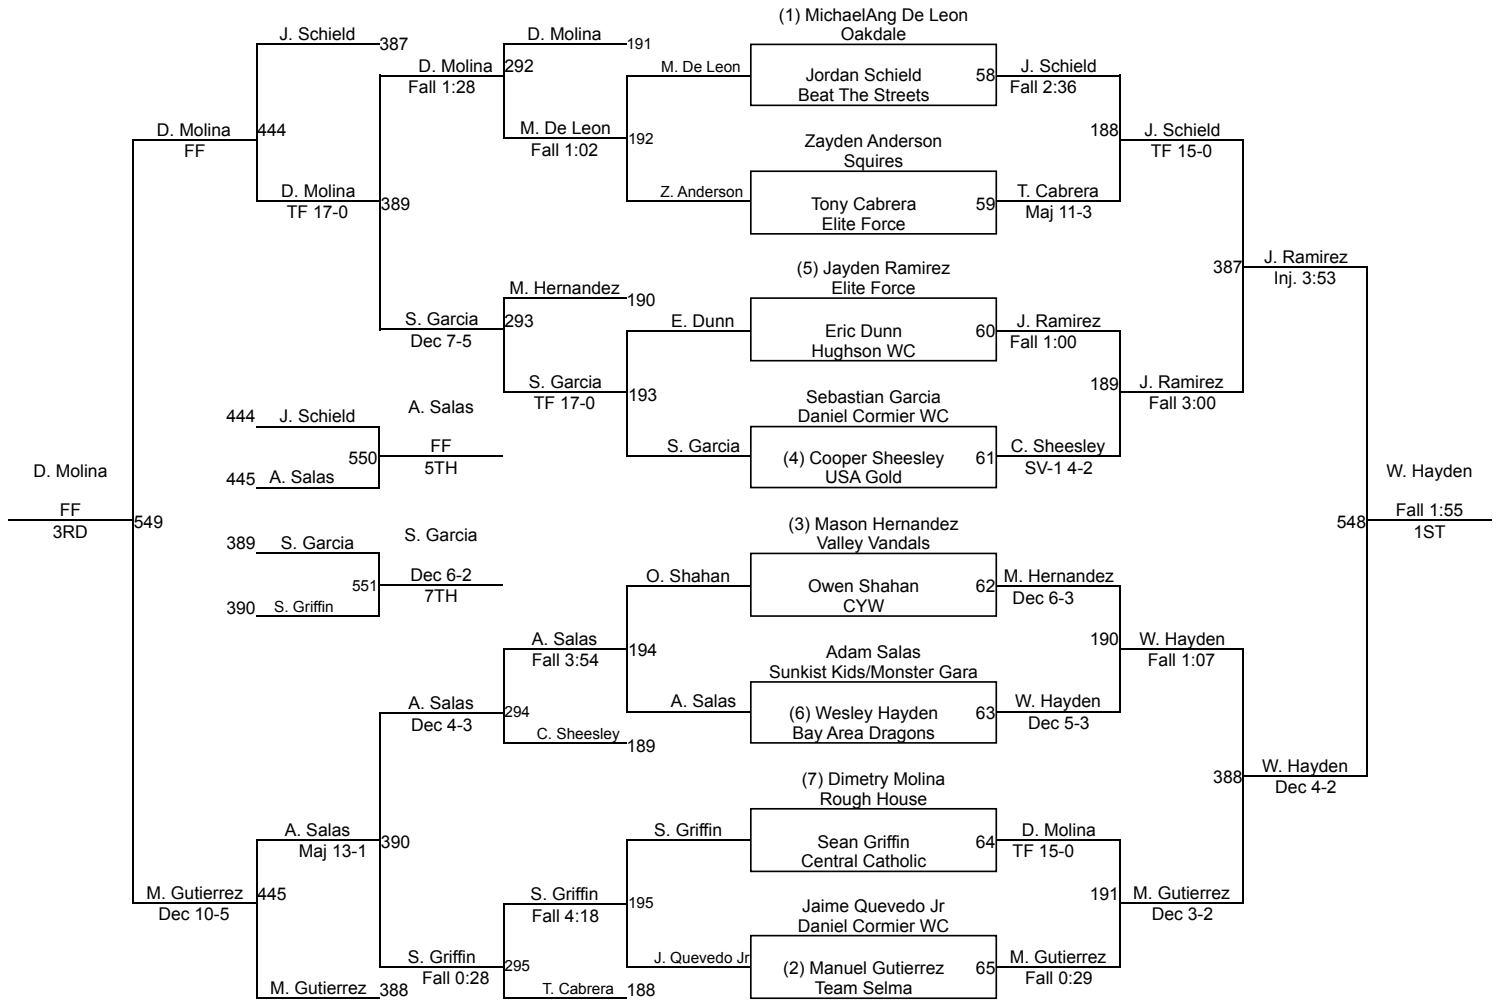 (1) MichaelAng De Leon
Oakdale
J. Schield
387
D. Molina
191
D. Molina
292
Fall 1:28
M. De Leon
Jordan Schield
Beat The Streets
58
J. Schield
Fall 2:36
D. Molina
FF
444
M. De Leon
Fall 1:02
192
Zayden Anderson
Squires
188
J. Schield
TF 15-0
D. Molina
TF 17-0
389
Z. Anderson
Tony Cabrera
Elite Force
59
T. Cabrera
Maj 11-3
(5) Jayden Ramirez
Elite Force
387
J. Ramirez
Inj. 3:53
M. Hernandez
190
S. Garcia
Dec 7-5
293
E. Dunn
Eric Dunn
Hughson WC
60
J. Ramirez
Fall 1:00
S. Garcia
TF 17-0
193
Sebastian Garcia
Daniel Cormier WC
189
J. Ramirez
Fall 3:00
444
J. Schield
A. Salas
550
FF
5TH
445
A. Salas
S. Garcia
(4) Cooper Sheesley
USA Gold
61
C. Sheesley
SV-1 4-2
D. Molina
FF
3RD
549
W. Hayden
548
Fall 1:55
1ST
389
S. Garcia
S. Garcia
551
Dec 6-2
7TH
390
S. Griffin
(3) Mason Hernandez
Valley Vandals
O. Shahan
Owen Shahan
CYW
62
M. Hernandez
Dec 6-3
A. Salas
Fall 3:54
194
Adam Salas
Sunkist Kids/Monster Gara
190
W. Hayden
Fall 1:07
A. Salas
Dec 4-3
294
A. Salas
(6) Wesley Hayden
Bay Area Dragons
63
W. Hayden
Dec 5-3
C. Sheesley
189
(7) Dimetry Molina
Rough House
388
W. Hayden
Dec 4-2
A. Salas
Maj 13-1
390
S. Griffin
Sean Griffin
Central Catholic
64
D. Molina
TF 15-0
M. Gutierrez
Dec 10-5
445
S. Griffin
Fall 4:18
195
Jaime Quevedo Jr
Daniel Cormier WC
191
M. Gutierrez
Dec 3-2
S. Griffin
Fall 0:28
295
J. Quevedo Jr
(2) Manuel Gutierrez
Team Selma
65
M. Gutierrez
Fall 0:29
M. Gutierrez
388
T. Cabrera
188